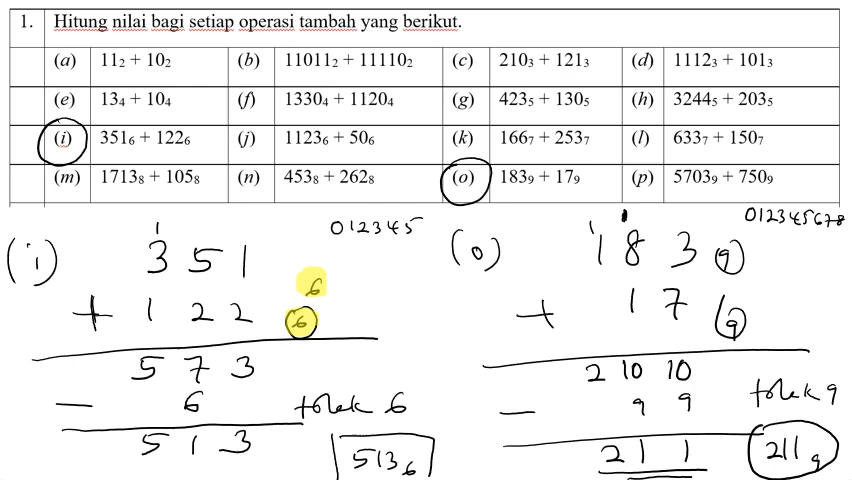 1. Hitung nilai bagi setiap operasi tambah yang berikut.
(a) 11₂ + 10₂ (b) 11011₂ + 11110₂ (c) 210₃ + 121₃ (d) 1112₃ + 101₃
(e) 13₄ + 10₄ (f) 1330₄ + 1120₄ (g) 423₅ + 130₅ (h) 3244₅ + 203₅
(i) 351₆ + 122₆ (j) 1123₆ + 50₆ (k) 166₇ + 253₇ (l) 633₇ + 150₇
(m) 1713₈ + 105₈ (n) 453₈ + 262₈ (o) 183₉ + 17₉ (p) 5703₉ + 750₉
(i)
012345
1
351 6
+ 122 6
573
− 6 tolak 6
513
513₆
(o)
012345678
1 1
183 9
+ 17 9
2 10 10
− 9 9 tolak 9
211
211₉